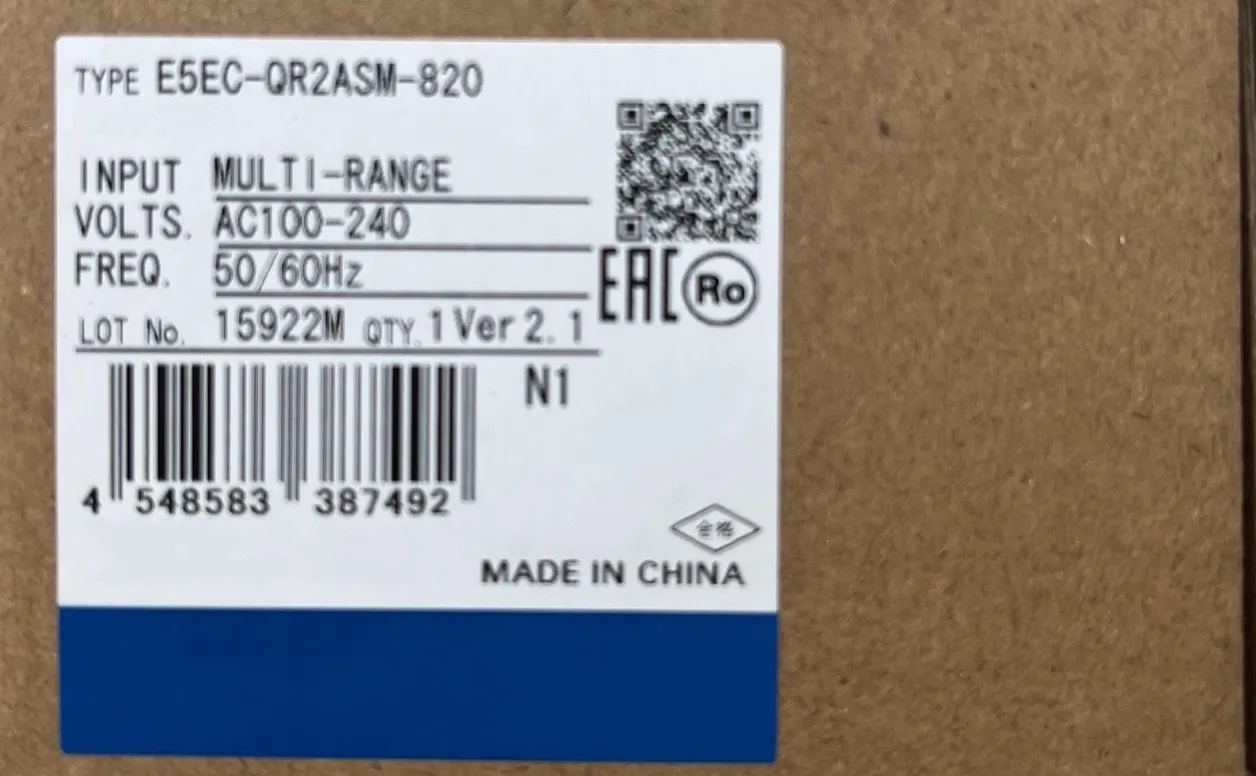 TYPE E5EC-QR2ASM-820
INPUT MULTI-RANGE
VOLTS. AC100-240
FREQ. 50/60Hz
EAC Ro
LOT No. 15922M QTY. 1 Ver 2. 1
N1
4 548583 387492
合格
MADE IN CHINA